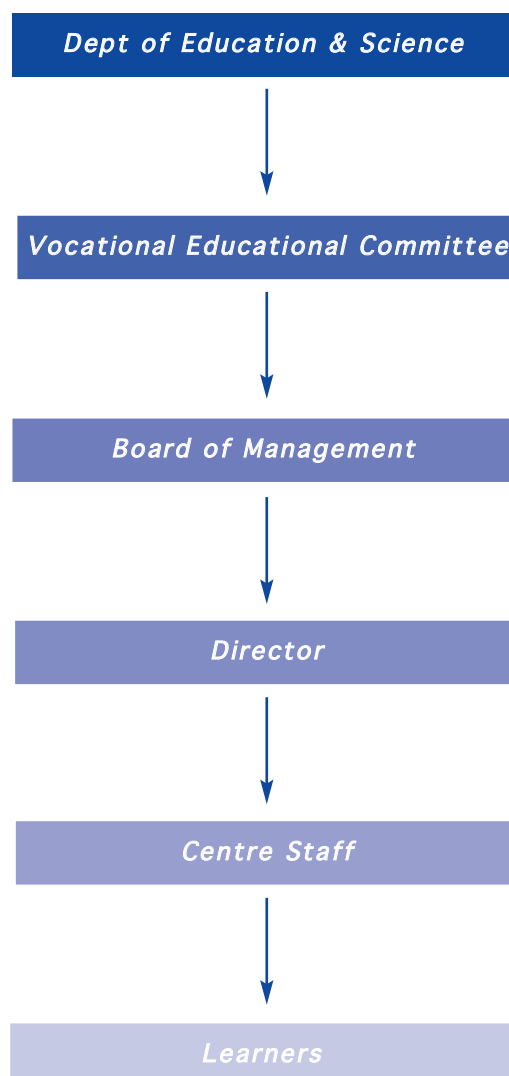 Dept of Education & Science
Vocational Educational Committee
Board of Management
Director
Centre Staff
Learners